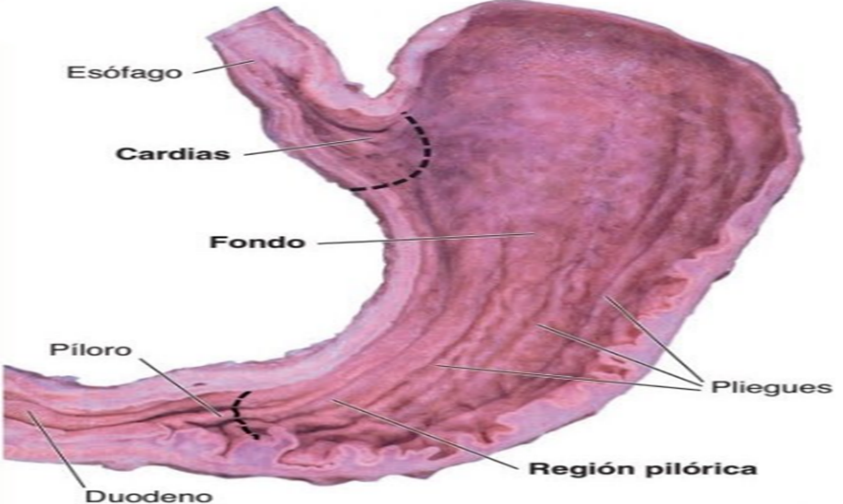 Esófago
Cardias
Fondo
Píloro
Pliegues
Región pilórica
Duodeno